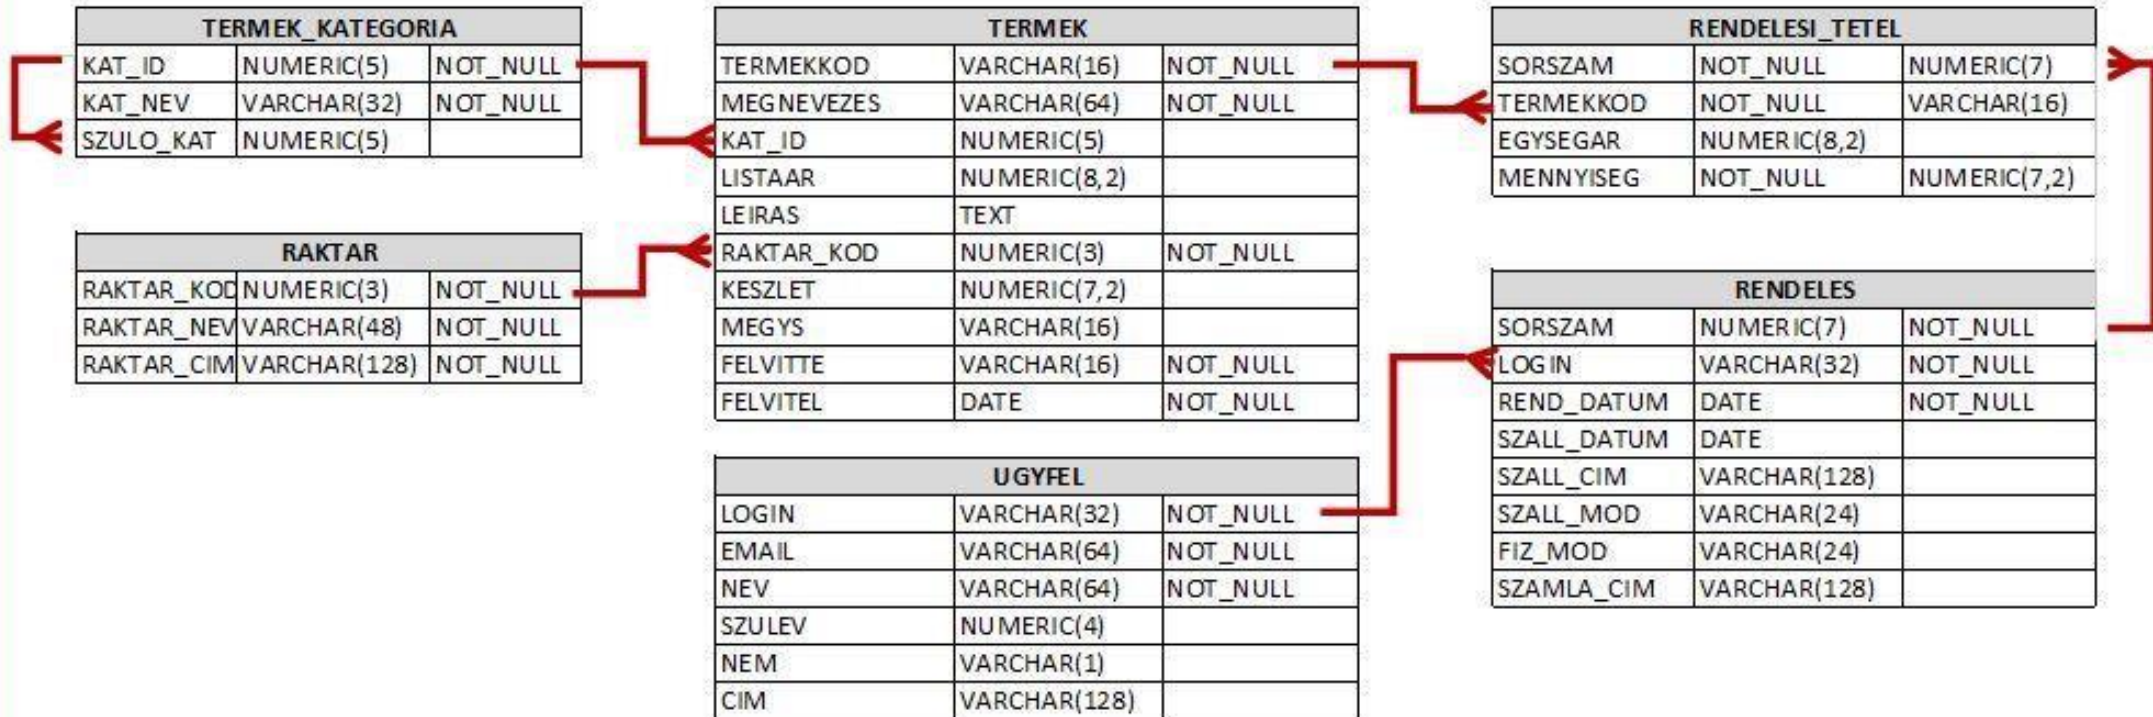 TERMEK_KATEGORIA
KAT_ID NUMERIC(5) NOT_NULL
KAT_NEV VARCHAR(32) NOT_NULL
SZULO_KAT NUMERIC(5)
RAKTAR
RAKTAR_KOD NUMERIC(3) NOT_NULL
RAKTAR_NEV VARCHAR(48) NOT_NULL
RAKTAR_CIM VARCHAR(128) NOT_NULL
TERMEK
TERMEKKOD VARCHAR(16) NOT_NULL
MEGNEVEZES VARCHAR(64) NOT_NULL
KAT_ID NUMERIC(5)
LISTAAR NUMERIC(8,2)
LEIRAS TEXT
RAKTAR_KOD NUMERIC(3) NOT_NULL
KESZLET NUMERIC(7,2)
MEGYS VARCHAR(16)
FELVITTE VARCHAR(16) NOT_NULL
FELVITEL DATE NOT_NULL
UGYFEL
LOGIN VARCHAR(32) NOT_NULL
EMAIL VARCHAR(64) NOT_NULL
NEV VARCHAR(64) NOT_NULL
SZULEV NUMERIC(4)
NEM VARCHAR(1)
CIM VARCHAR(128)
RENDELESI_TETEL
SORSZAM NOT_NULL NUMERIC(7)
TERMEKKOD NOT_NULL VARCHAR(16)
EGYSEGAR NUMERIC(8,2)
MENNYISEG NOT_NULL NUMERIC(7,2)
RENDELES
SORSZAM NUMERIC(7) NOT_NULL
LOGIN VARCHAR(32) NOT_NULL
REND_DATUM DATE NOT_NULL
SZALL_DATUM DATE
SZALL_CIM VARCHAR(128)
SZALL_MOD VARCHAR(24)
FIZ_MOD VARCHAR(24)
SZAMLA_CIM VARCHAR(128)